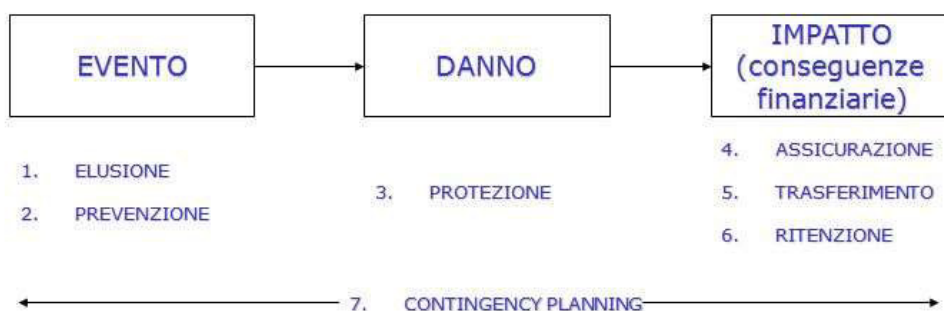 EVENTO
DANNO
IMPATTO
(conseguenze
finanziarie)
1. ELUSIONE
2. PREVENZIONE
3. PROTEZIONE
4. ASSICURAZIONE
5. TRASFERIMENTO
6. RITENZIONE
7. CONTINGENCY PLANNING